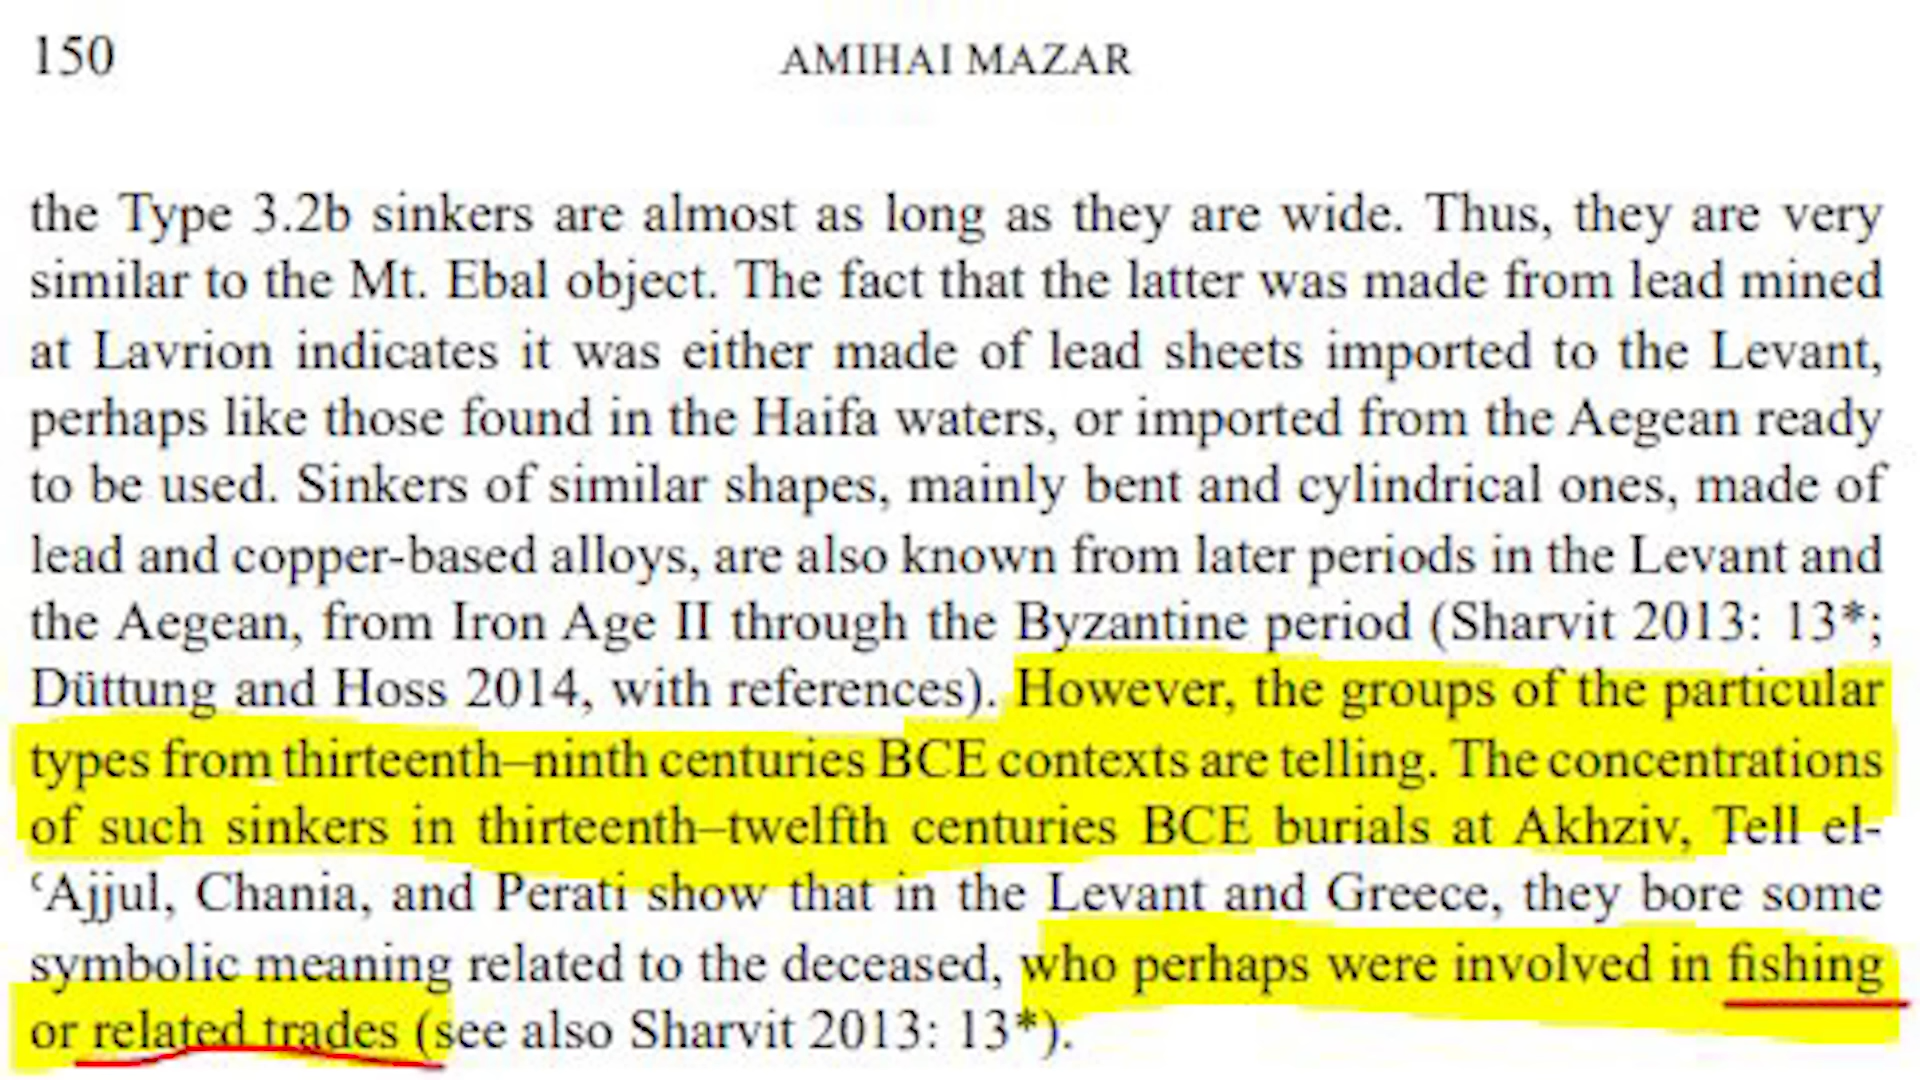 150
AMIHAI MAZAR
the Type 3.2b sinkers are almost as long as they are wide. Thus, they are very
similar to the Mt. Ebal object. The fact that the latter was made from lead mined
at Lavrion indicates it was either made of lead sheets imported to the Levant,
perhaps like those found in the Haifa waters, or imported from the Aegean ready
to be used. Sinkers of similar shapes, mainly bent and cylindrical ones, made of
lead and copper-based alloys, are also known from later periods in the Levant and
the Aegean, from Iron Age II through the Byzantine period (Sharvit 2013: 13*;
Düttung and Hoss 2014, with references). However, the groups of the particular
types from thirteenth–ninth centuries BCE contexts are telling. The concentrations
of such sinkers in thirteenth–twelfth centuries BCE burials at Akhziv, Tell el-
ʿAjjul, Chania, and Perati show that in the Levant and Greece, they bore some
symbolic meaning related to the deceased, who perhaps were involved in fishing
or related trades (see also Sharvit 2013: 13*).